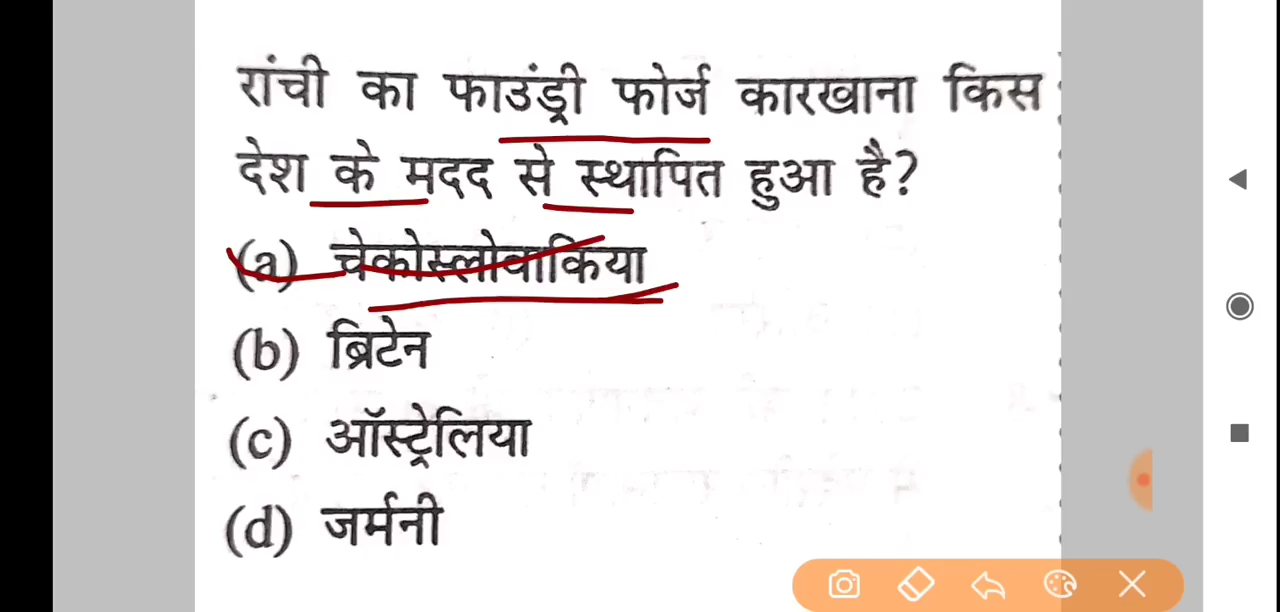 रांची का फाउंड्री फोर्ज कारखाना किस
देश के मदद से स्थापित हुआ है?
(a) चेकोस्लोवाकिया
(b) ब्रिटेन
(c) ऑस्ट्रेलिया
(d) जर्मनी